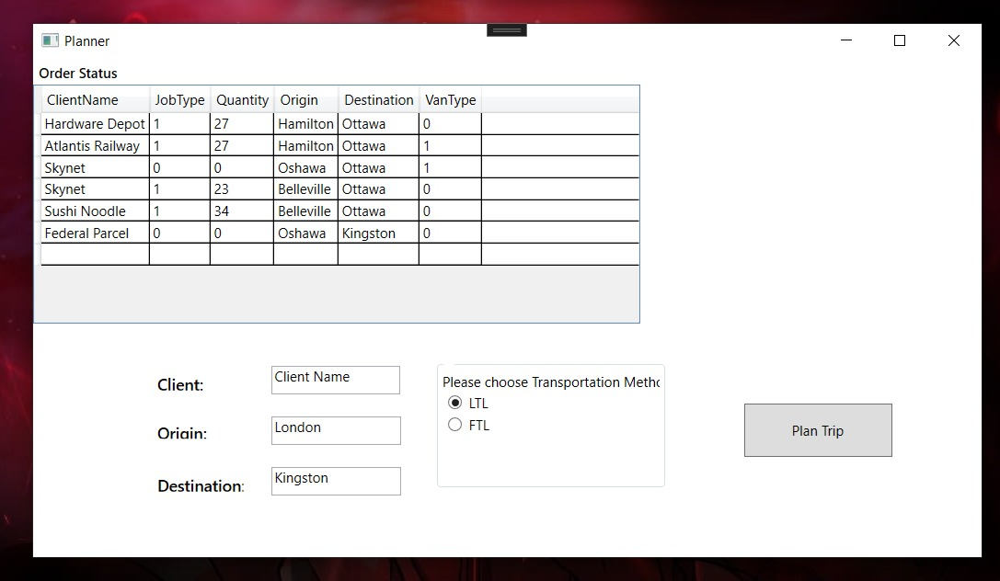 Planner
Order Status
ClientName JobType Quantity Origin Destination VanType
Hardware Depot 1 27 Hamilton Ottawa 0
Atlantis Railway 1 27 Hamilton Ottawa 1
Skynet 0 0 Oshawa Ottawa 1
Skynet 1 23 Belleville Ottawa 0
Sushi Noodle 1 34 Belleville Ottawa 0
Federal Parcel 0 0 Oshawa Kingston 0
Client: Client Name
Please choose Transportation Metho
LTL
FTL
Origin: London
Plan Trip
Destination: Kingston